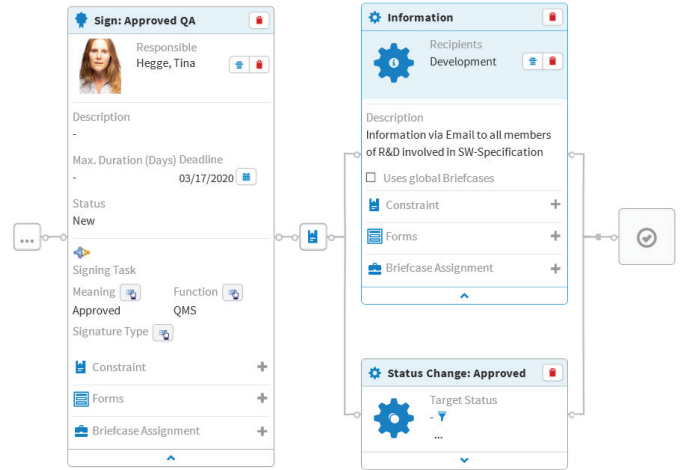 Sign: Approved QA
Responsible
Hegge, Tina
Description
-
Max. Duration (Days) Deadline
- 03/17/2020
Status
New
Signing Task
Meaning Function
Approved QMS
Signature Type
Constraint +
Forms +
Briefcase Assignment +
...
Information
Recipients
Development
Description
Information via Email to all members
of R&D involved in SW-Specification
Uses global Briefcases
Constraint +
Forms +
Briefcase Assignment +
Status Change: Approved
Target Status
-
...